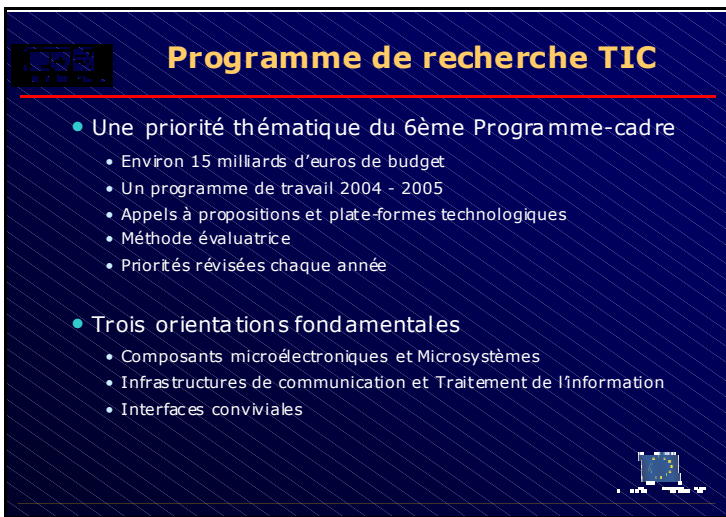 Programme de recherche TIC
Une priorité thématique du 6ème Programme-cadre
Environ 15 milliards d'euros de budget
Un programme de travail 2004 - 2005
Appels à propositions et plate-formes technologiques
Méthode évaluatrice
Priorités révisées chaque année
Trois orientations fondamentales
Composants microélectroniques et Microsystèmes
Infrastructures de communication et Traitement de l'information
Interfaces conviviales